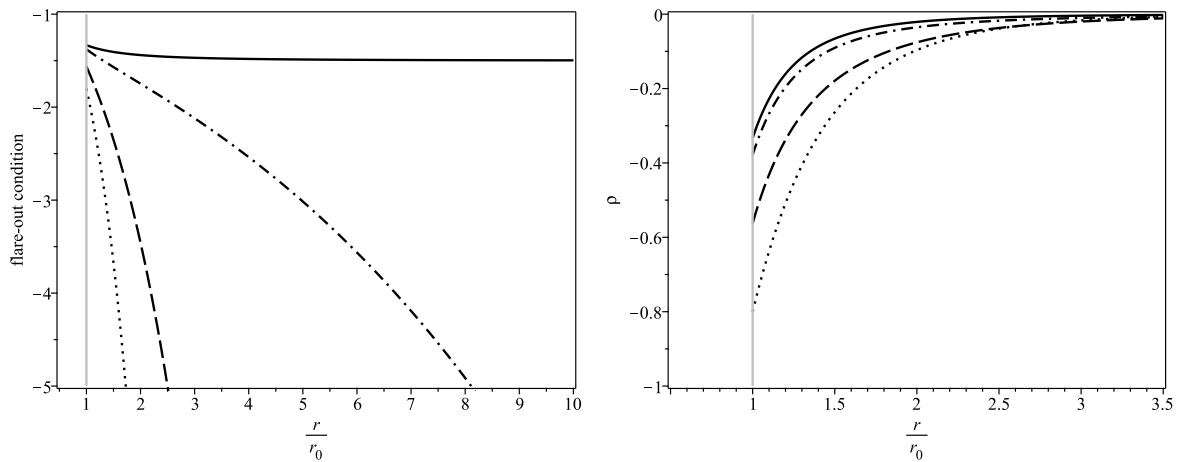 −1
−2
−3
−4
−5
flare-out condition
1 2 3 4 5 6 7 8 9 10
r
r0
0
−0.2
−0.4
−0.6
−0.8
−1
ρ
1 1.5 2 2.5 3 3.5
r
r0